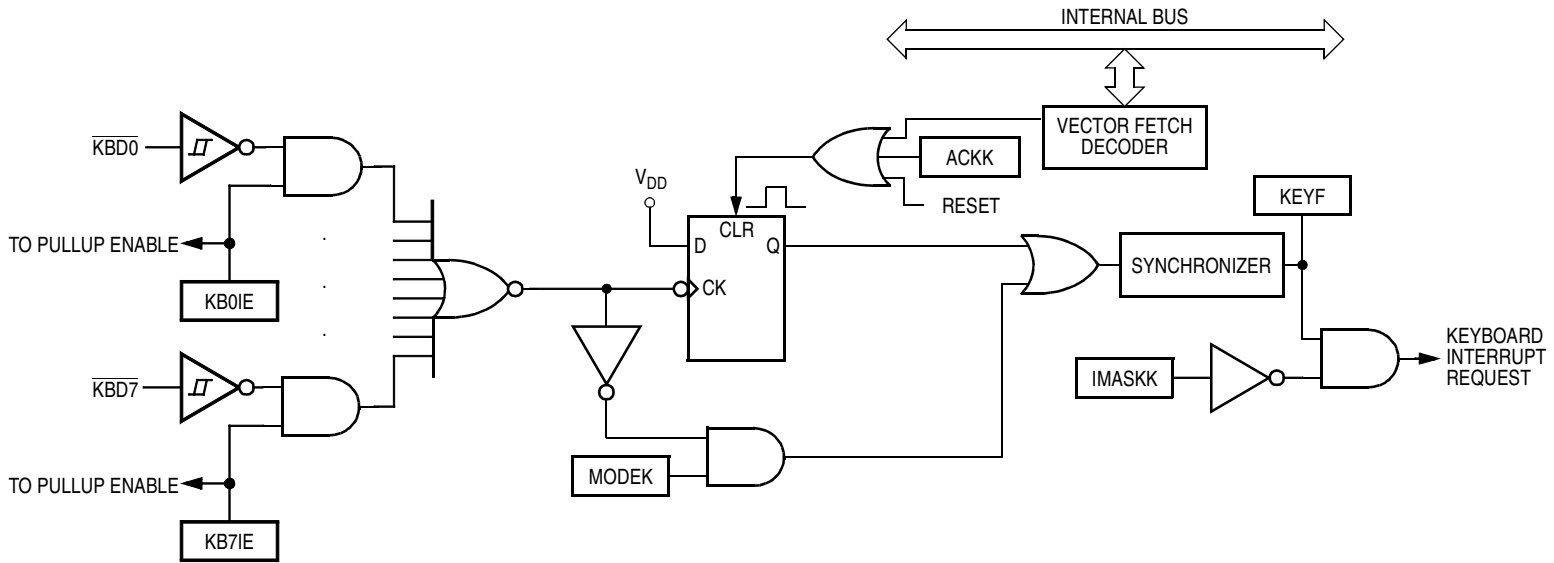 INTERNAL BUS
VECTOR FETCH
DECODER
ACKK
RESET
KBD0
VDD
KEYF
CLR
D
Q
TO PULLUP ENABLE
KB0IE
CK
SYNCHRONIZER
KEYBOARD
INTERRUPT
REQUEST
IMASKK
KBD7
MODEK
TO PULLUP ENABLE
KB7IE